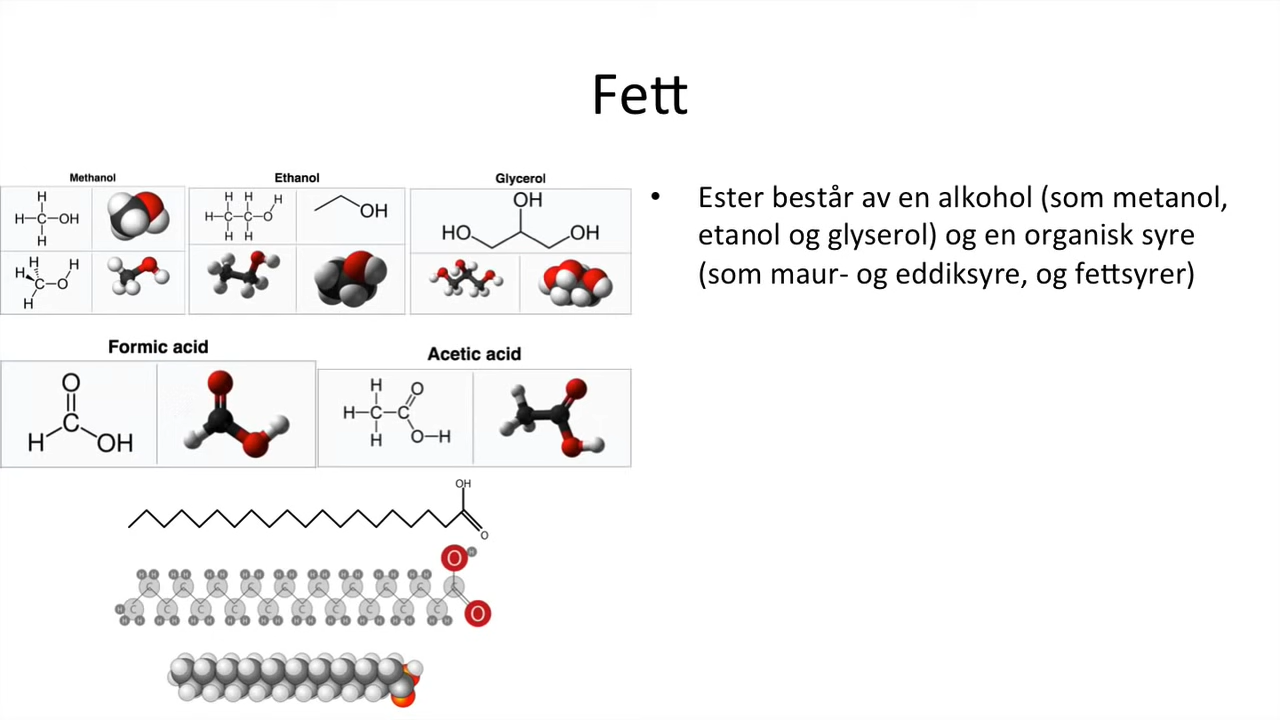 Fett
Methanol
Ethanol
Glycerol
• Ester består av en alkohol (som metanol,
etanol og glyserol) og en organisk syre
(som maur- og eddiksyre, og fettsyrer)
H
H–C–OH
H
H H H
H–C–C–O
H H
OH
OH
HO OH
H H
H C–O
H
Formic acid
Acetic acid
O
C
H OH
H O
H–C–C
H O–H
OH
O
O H
O